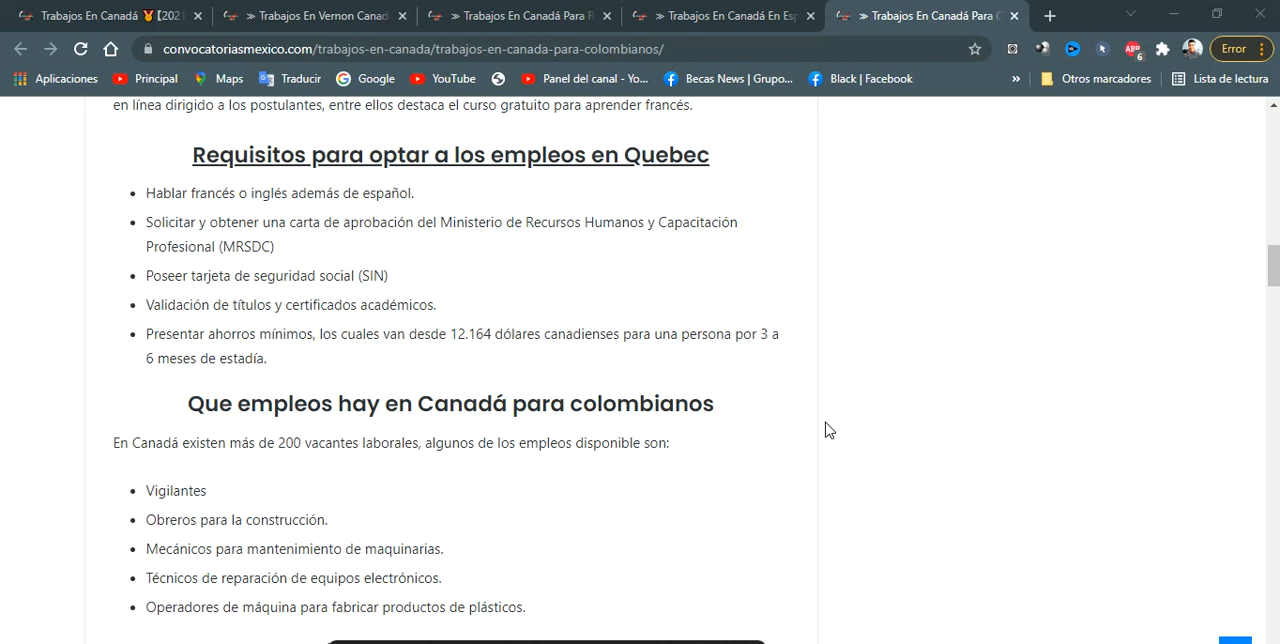 Trabajos En Canadá 🏅【2021
≫ Trabajos En Vernon Canad
≫ Trabajos En Canadá Para R
≫ Trabajos En Canadá En Esp
≫ Trabajos En Canadá Para C
convocatoriasmexico.com/trabajos-en-canada/trabajos-en-canada-para-colombianos/
ABP
6
Error
Aplicaciones
Principal
Maps
Traducir
Google
YouTube
Panel del canal - Yo...
Becas News | Grupo...
Black | Facebook
»
Otros marcadores
Lista de lectura
en línea dirigido a los postulantes, entre ellos destaca el curso gratuito para aprender francés.
Requisitos para optar a los empleos en Quebec
• Hablar francés o inglés además de español.
• Solicitar y obtener una carta de aprobación del Ministerio de Recursos Humanos y Capacitación
Profesional (MRSDC)
• Poseer tarjeta de seguridad social (SIN)
• Validación de títulos y certificados académicos.
• Presentar ahorros mínimos, los cuales van desde 12.164 dólares canadienses para una persona por 3 a
6 meses de estadía.
Que empleos hay en Canadá para colombianos
En Canadá existen más de 200 vacantes laborales, algunos de los empleos disponible son:
• Vigilantes
• Obreros para la construcción.
• Mecánicos para mantenimiento de maquinarias.
• Técnicos de reparación de equipos electrónicos.
• Operadores de máquina para fabricar productos de plásticos.